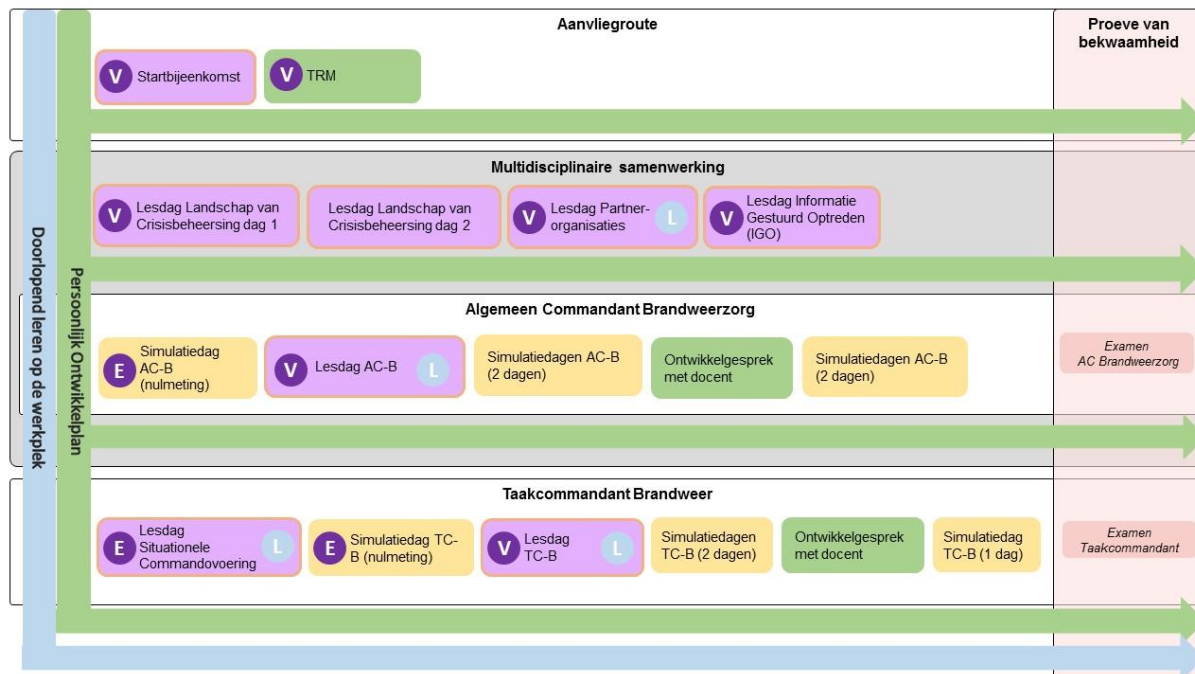 Aanvliegroute
Proeve van
bekwaamheid
V
Startbijeenkomst
V
TRM
Doorlopend leren op de werkplek
Persoonlijk Ontwikkelplan
Multidisciplinaire samenwerking
V
Lesdag Landschap van
Crisisbeheersing dag 1
Lesdag Landschap van
Crisisbeheersing dag 2
V
Lesdag Partner-
organisaties
L
V
Lesdag Informatie
Gestuurd Optreden
(IGO)
Algemeen Commandant Brandweerzorg
E
Simulatiedag
AC-B
(nulmeting)
V
Lesdag AC-B
L
Simulatiedagen AC-B
(2 dagen)
Ontwikkelgesprek
met docent
Simulatiedagen AC-B
(2 dagen)
Examen
AC Brandweerzorg
Taakcommandant Brandweer
E
Lesdag
Situationele
Commandovoering
L
E
Simulatiedag TC-
B (nulmeting)
V
Lesdag
TC-B
L
Simulatiedagen
TC-B (2 dagen)
Ontwikkelgesprek
met docent
Simulatiedag
TC-B (1 dag)
Examen
Taakcommandant